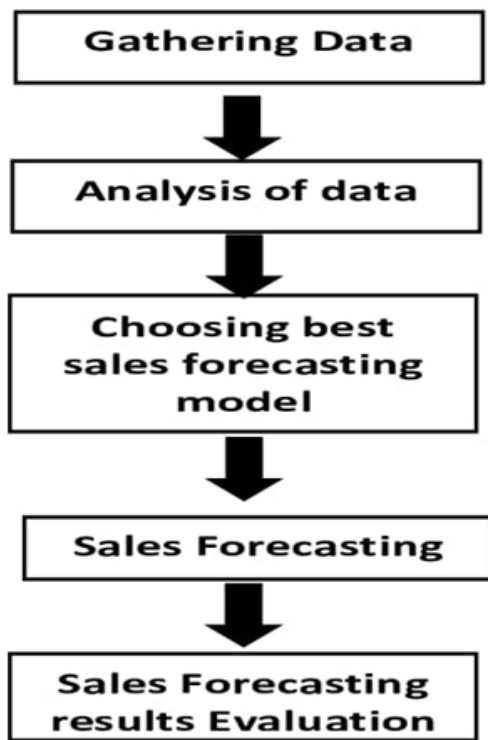 Gathering Data
Analysis of data
Choosing best
sales forecasting
model
Sales Forecasting
Sales Forecasting
results Evaluation